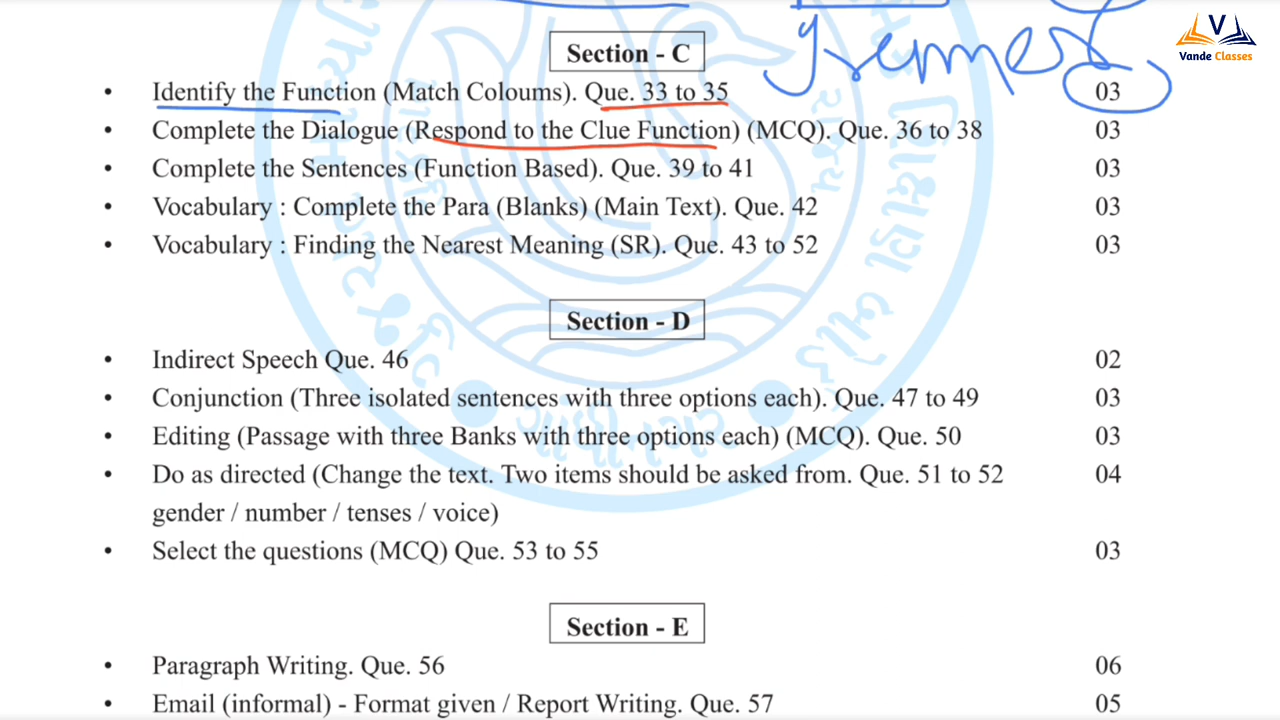 V
Vande Classes
Section - C
• Identify the Function (Match Coloums). Que. 33 to 35 03
• Complete the Dialogue (Respond to the Clue Function) (MCQ). Que. 36 to 38 03
• Complete the Sentences (Function Based). Que. 39 to 41 03
• Vocabulary : Complete the Para (Blanks) (Main Text). Que. 42 03
• Vocabulary : Finding the Nearest Meaning (SR). Que. 43 to 52 03
Section - D
• Indirect Speech Que. 46 02
• Conjunction (Three isolated sentences with three options each). Que. 47 to 49 03
• Editing (Passage with three Banks with three options each) (MCQ). Que. 50 03
• Do as directed (Change the text. Two items should be asked from. Que. 51 to 52 04
gender / number / tenses / voice)
• Select the questions (MCQ) Que. 53 to 55 03
Section - E
• Paragraph Writing. Que. 56 06
• Email (informal) - Format given / Report Writing. Que. 57 05